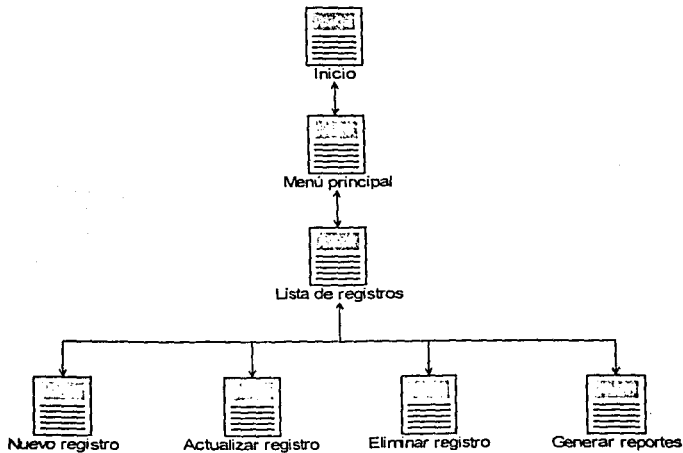 Inicio
Menú principal
Lista de registros
Nuevo registro
Actualizar registro
Eliminar registro
Generar reportes